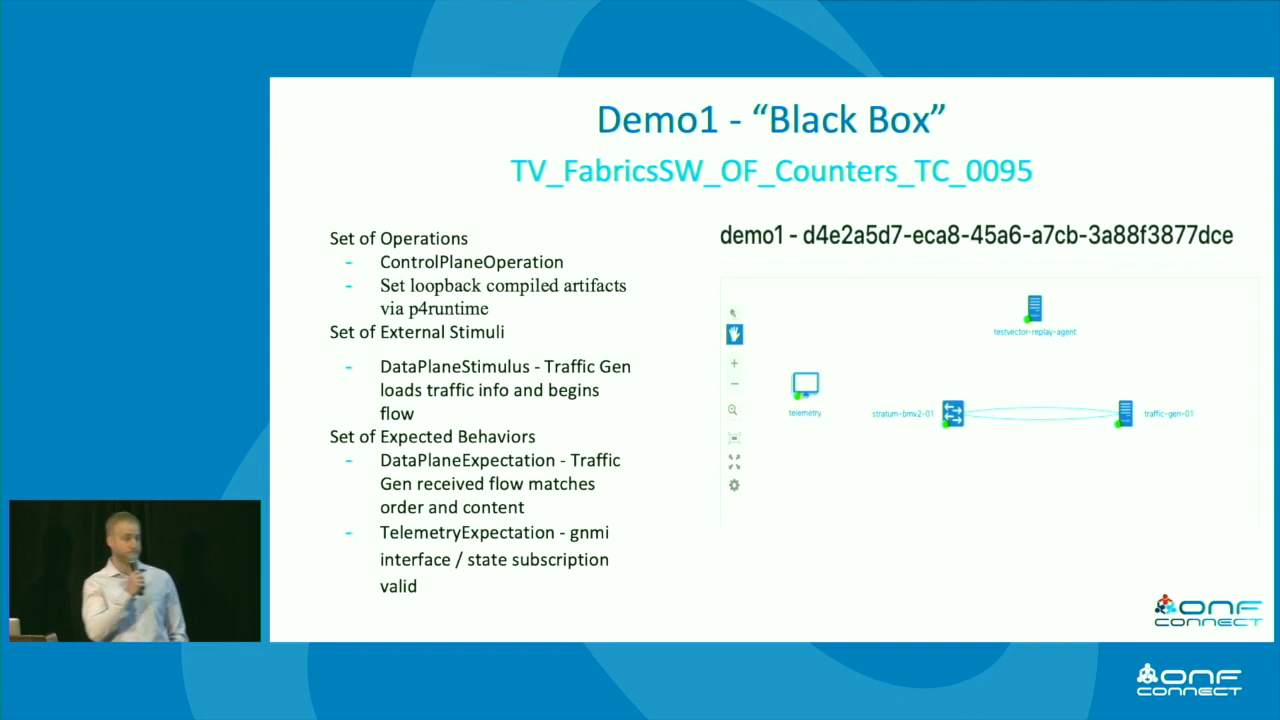 Demo1 - “Black Box”
TV_FabricsSW_OF_Counters_TC_0095
Set of Operations
- ControlPlaneOperation
- Set loopback compiled artifacts
via p4runtime
Set of External Stimuli
- DataPlaneStimulus - Traffic Gen
loads traffic info and begins
flow
Set of Expected Behaviors
- DataPlaneExpectation - Traffic
Gen received flow matches
order and content
- TelemetryExpectation - gnmi
interface / state subscription
valid
demo1 - d4e2a5d7-eca8-45a6-a7cb-3a88f3877dce
testvector-replay-agent
telemetry
stratum-bmv2-01
traffic-gen-01
ONF
CONNECT
ONF
CONNECT